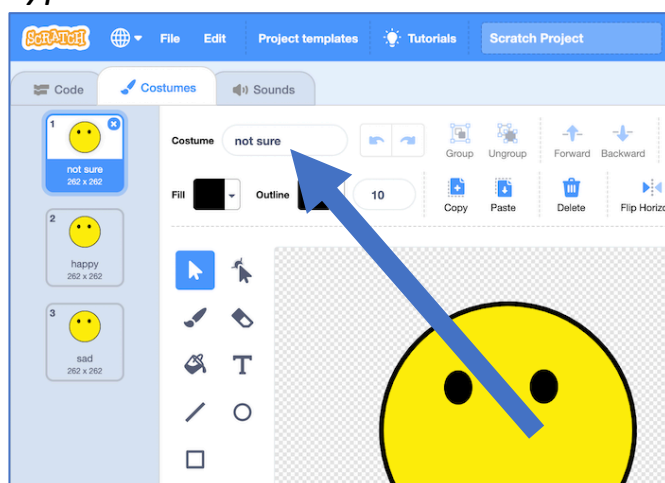 SCRATCH File Edit Project templates Tutorials Scratch Project
Code Costumes Sounds
1
not sure
262 x 262
2
happy
262 x 262
3
sad
262 x 262
Costume not sure
Group Ungroup Forward Backward
Fill Outline 10
Copy Paste Delete Flip
T